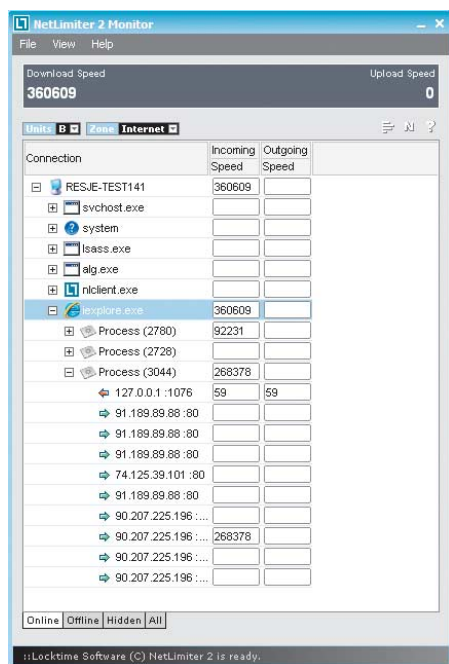 NetLimiter 2 Monitor
File View Help
Download Speed Upload Speed
360609 0
Units B Zone Internet
Connection Incoming Speed Outgoing Speed
RESJE-TEST141 360609
svchost.exe
system
lsass.exe
alg.exe
nlclient.exe
iexplore.exe 360609
Process (2780) 92231
Process (2728)
Process (3044) 268378
127.0.0.1 :1076 59 59
91.189.89.88 :80
91.189.89.88 :80
91.189.89.88 :80
74.125.39.101 :80
91.189.89.88 :80
90.207.225.196 :...
90.207.225.196 :... 268378
90.207.225.196 :...
90.207.225.196 :...
Online Offline Hidden All
::Locktime Software (C) NetLimiter 2 is ready.